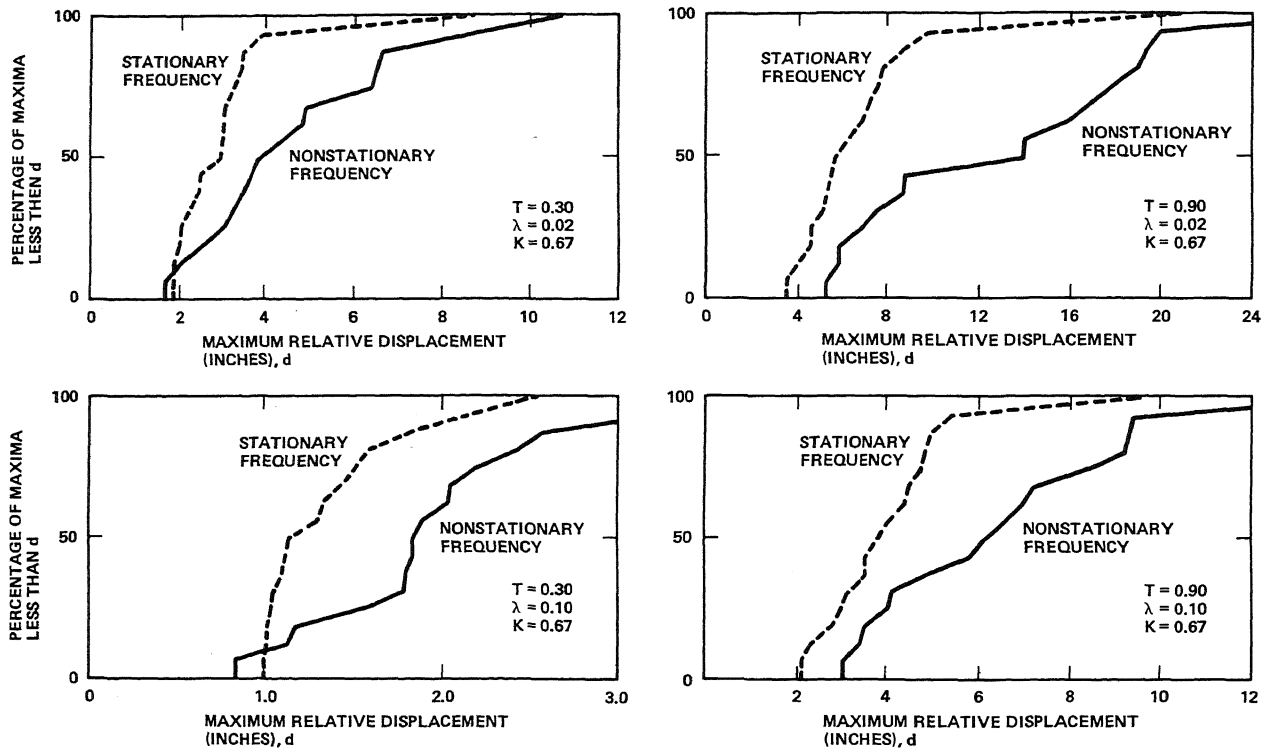 PERCENTAGE OF MAXIMA
LESS THEN d
100
50
0
STATIONARY
FREQUENCY
NONSTATIONARY
FREQUENCY
T = 0.30
λ = 0.02
K = 0.67
0 2 4 6 8 10 12
MAXIMUM RELATIVE DISPLACEMENT
(INCHES), d
100
50
0
STATIONARY
FREQUENCY
NONSTATIONARY
FREQUENCY
T = 0.90
λ = 0.02
K = 0.67
0 4 8 12 16 20 24
MAXIMUM RELATIVE DISPLACEMENT
(INCHES), d
PERCENTAGE OF MAXIMA
LESS THAN d
100
50
0
STATIONARY
FREQUENCY
NONSTATIONARY
FREQUENCY
T = 0.30
λ = 0.10
K = 0.67
0 1.0 2.0 3.0
MAXIMUM RELATIVE DISPLACEMENT
(INCHES), d
100
50
0
STATIONARY
FREQUENCY
NONSTATIONARY
FREQUENCY
T = 0.90
λ = 0.10
K = 0.67
2 4 6 8 10 12
MAXIMUM RELATIVE DISPLACEMENT
(INCHES), d